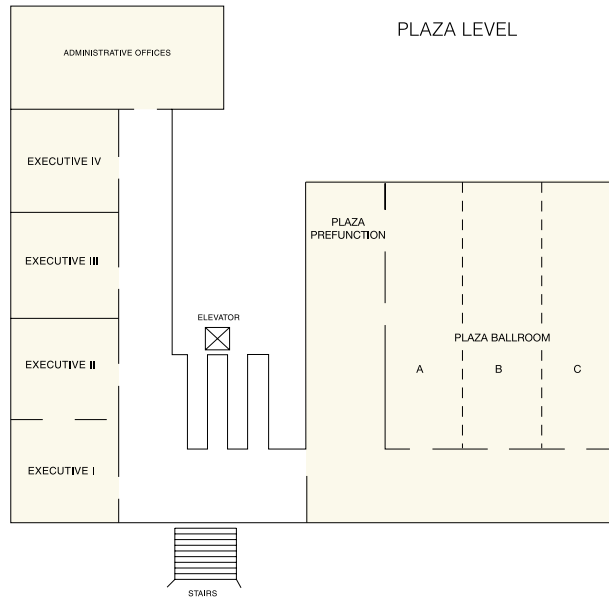 PLAZA LEVEL
ADMINISTRATIVE OFFICES
EXECUTIVE IV
PLAZA
PREFUNCTION
EXECUTIVE III
ELEVATOR
PLAZA BALLROOM
EXECUTIVE II
A B C
EXECUTIVE I
STAIRS